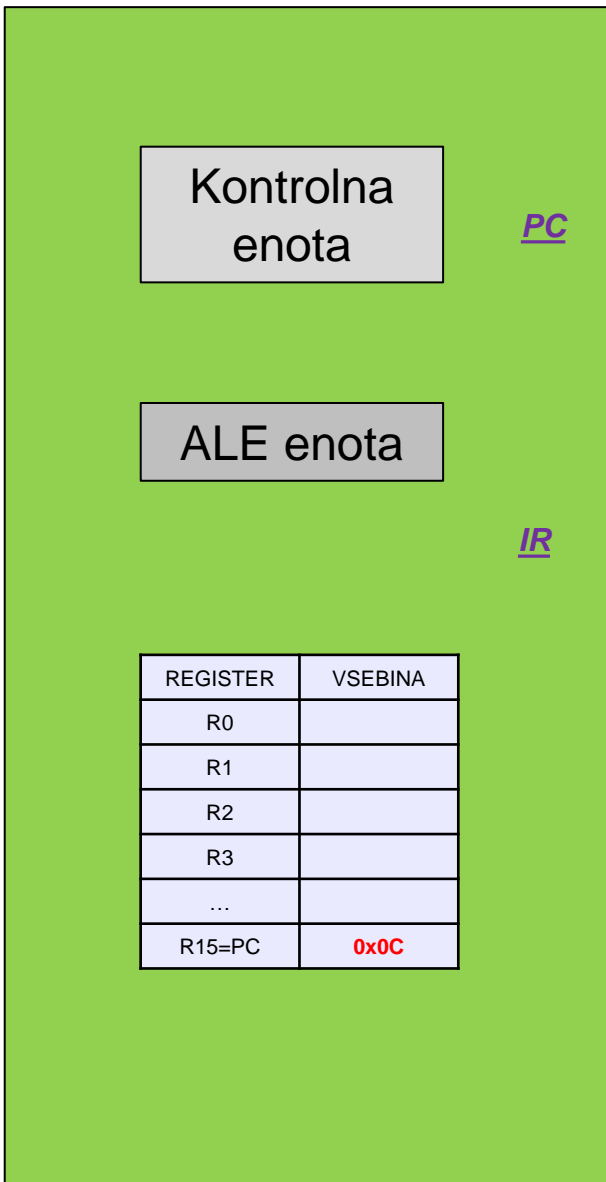 Kontrolna
enota
PC
ALE enota
IR
REGISTER VSEBINA
R0
R1
R2
R3
…
R15=PC 0x0C